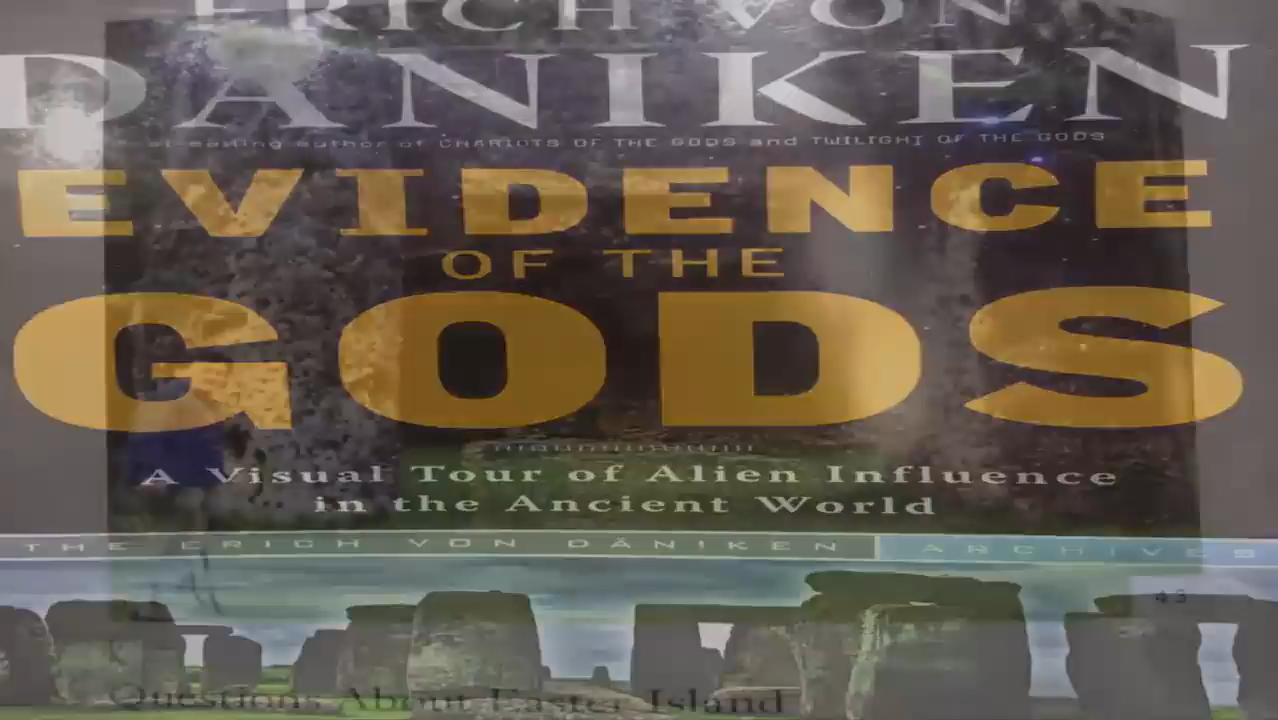 ERICH VON
DÄNIKEN
author of CHARIOTS OF THE GODS and TWILIGHT OF THE GODS
EVIDENCE
OF THE
GODS
A Visual Tour of Alien Influence
in the Ancient World
THE ERICH VON DÄNIKEN ARCHIVES
43
Questions About Easter Island